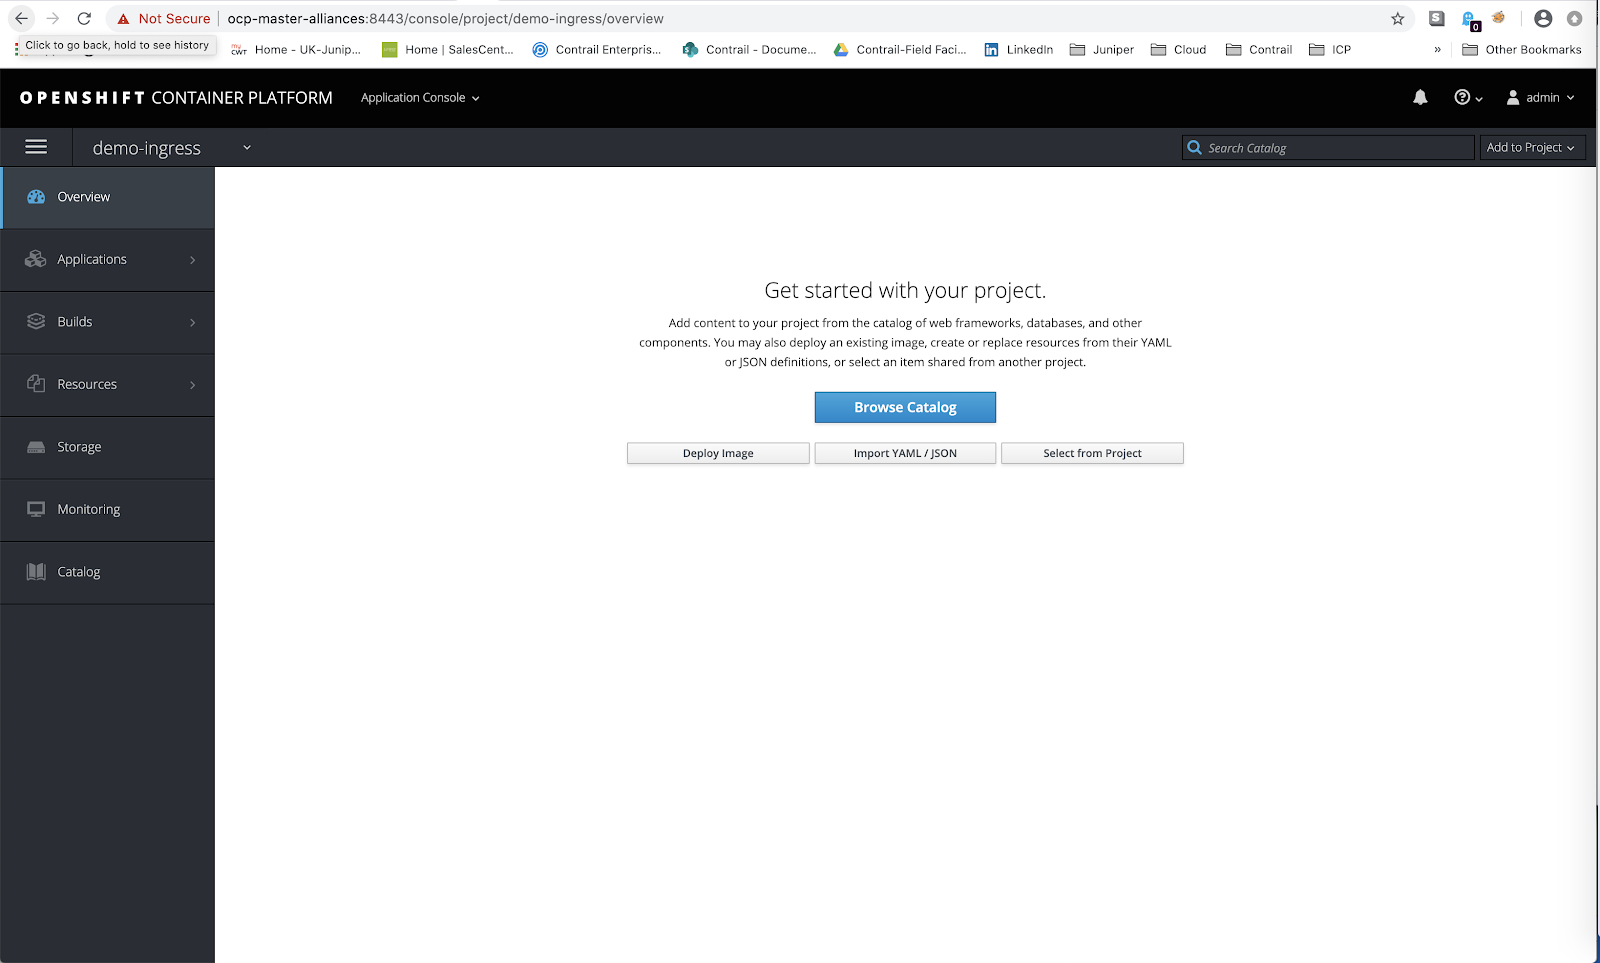 Not Secure ocp-master-alliances:8443/console/project/demo-ingress/overview S 0
Click to go back, hold to see history my CWT Home - UK-Junip... Home | SalesCent... Contrail Enterpris... Contrail - Docume... Contrail-Field Faci... LinkedIn Juniper Cloud Contrail ICP » Other Bookmarks
OPENSHIFT CONTAINER PLATFORM Application Console admin
demo-ingress Search Catalog Add to Project
Overview
Applications
Builds
Resources
Storage
Monitoring
Catalog
Get started with your project.
Add content to your project from the catalog of web frameworks, databases, and other
components. You may also deploy an existing image, create or replace resources from their YAML
or JSON definitions, or select an item shared from another project.
Browse Catalog
Deploy Image Import YAML / JSON Select from Project